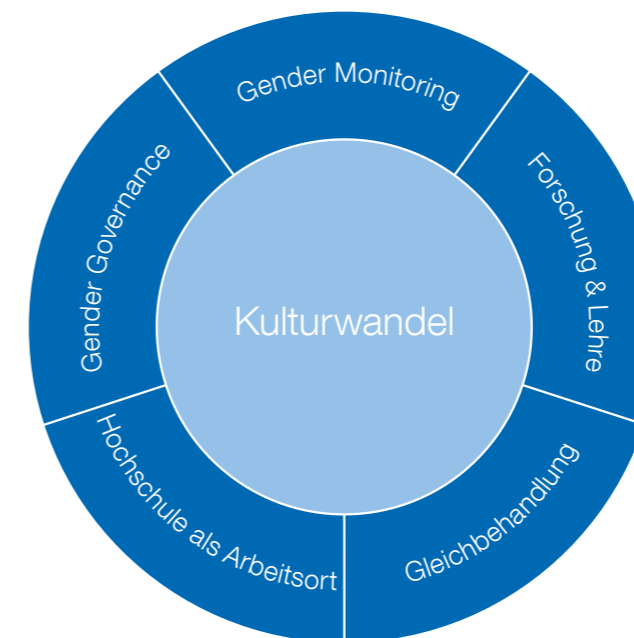 Gender Monitoring
Forschung & Lehre
Gleichbehandlung
Hochschule als Arbeitsort
Gender Governance
Kulturwandel